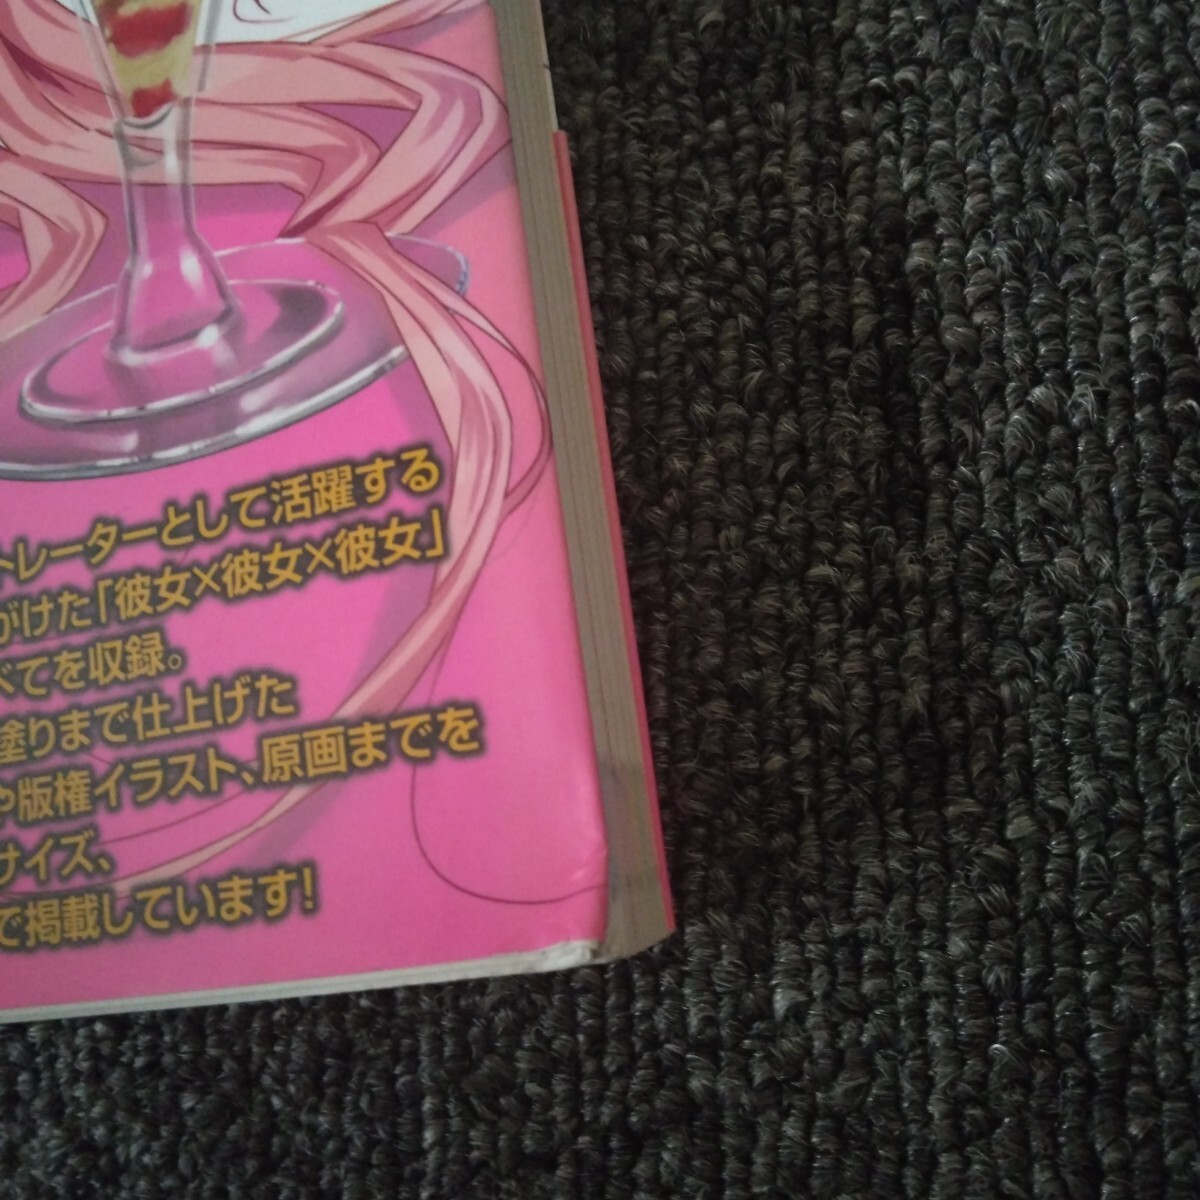 トレーターとして活躍する
がけた「彼女×彼女×彼女」
べてを収録。
塗りまで仕上げた
や版権イラスト、原画までを
サイズ、
で掲載しています!